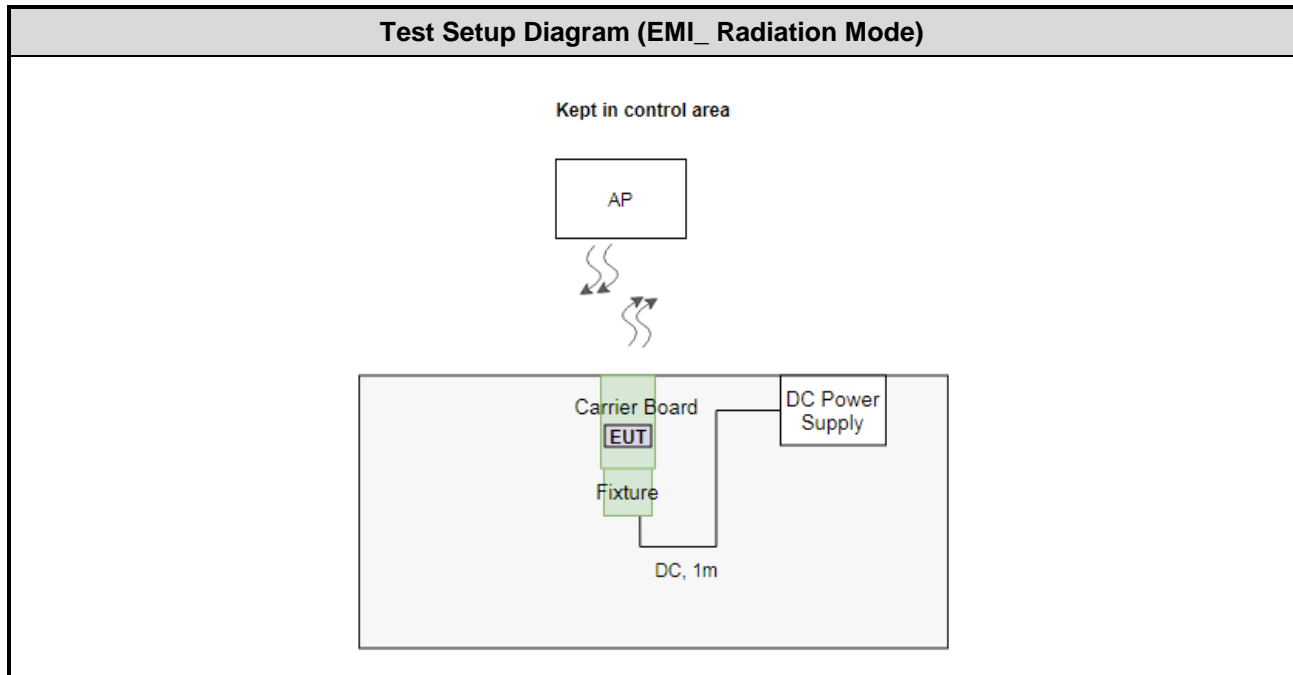 Test Setup Diagram (EMI_ Radiation Mode)
Kept in control area
AP
Carrier Board
EUT
Fixture
DC Power
Supply
DC, 1m